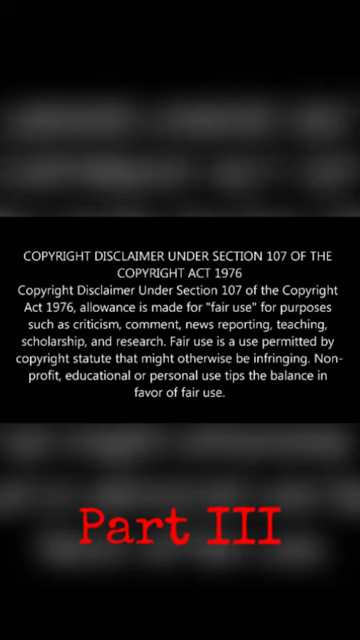 COPYRIGHT DISCLAIMER UNDER SECTION 107 OF THE
COPYRIGHT ACT 1976
Copyright Disclaimer Under Section 107 of the Copyright
Act 1976, allowance is made for "fair use" for purposes
such as criticism, comment, news reporting, teaching,
scholarship, and research. Fair use is a use permitted by
copyright statute that might otherwise be infringing. Non-
profit, educational or personal use tips the balance in
favor of fair use.
Part III